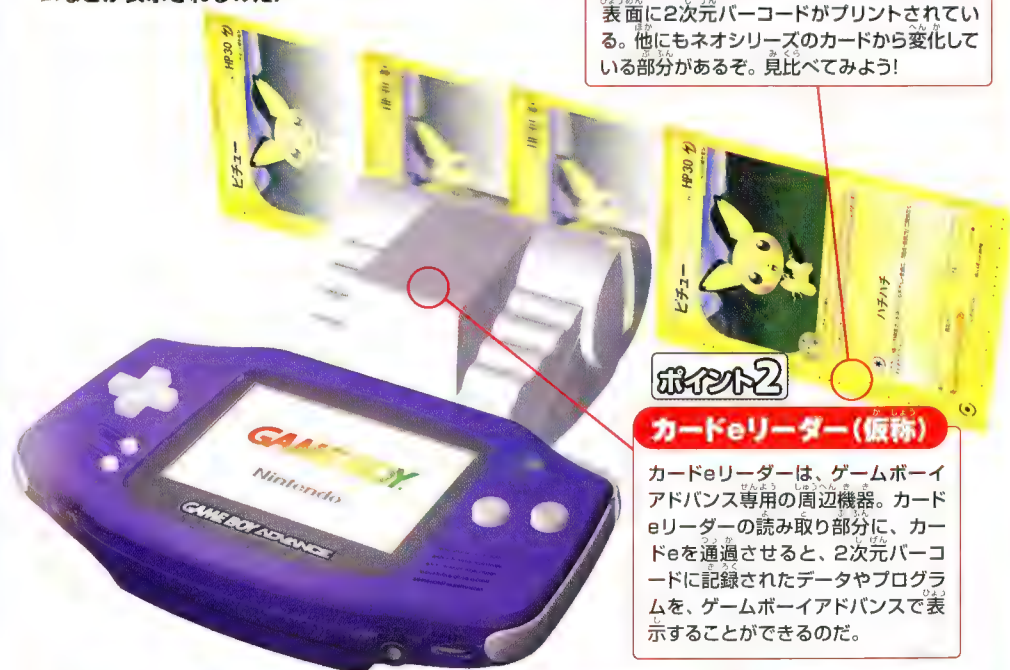 表面に2次元バーコードがプリントされてい
る。他にもネオシリーズのカードから変化して
いる部分があるぞ。見比べてみよう!
ピチュー
HP30
ピチュー
HP30
ハチハチ
ポイント2
カードeリーダー(仮称)
カードeリーダーは、ゲームボーイ
アドバンス専用の周辺機器。カード
eリーダーの読み取り部分に、カー
ドeを通過させると、2次元バーコ
ードに記録されたデータやプログラ
ムを、ゲームボーイアドバンスで表
示することができるのだ。
GAME BOY
Nintendo
GAME BOY ADVANCE